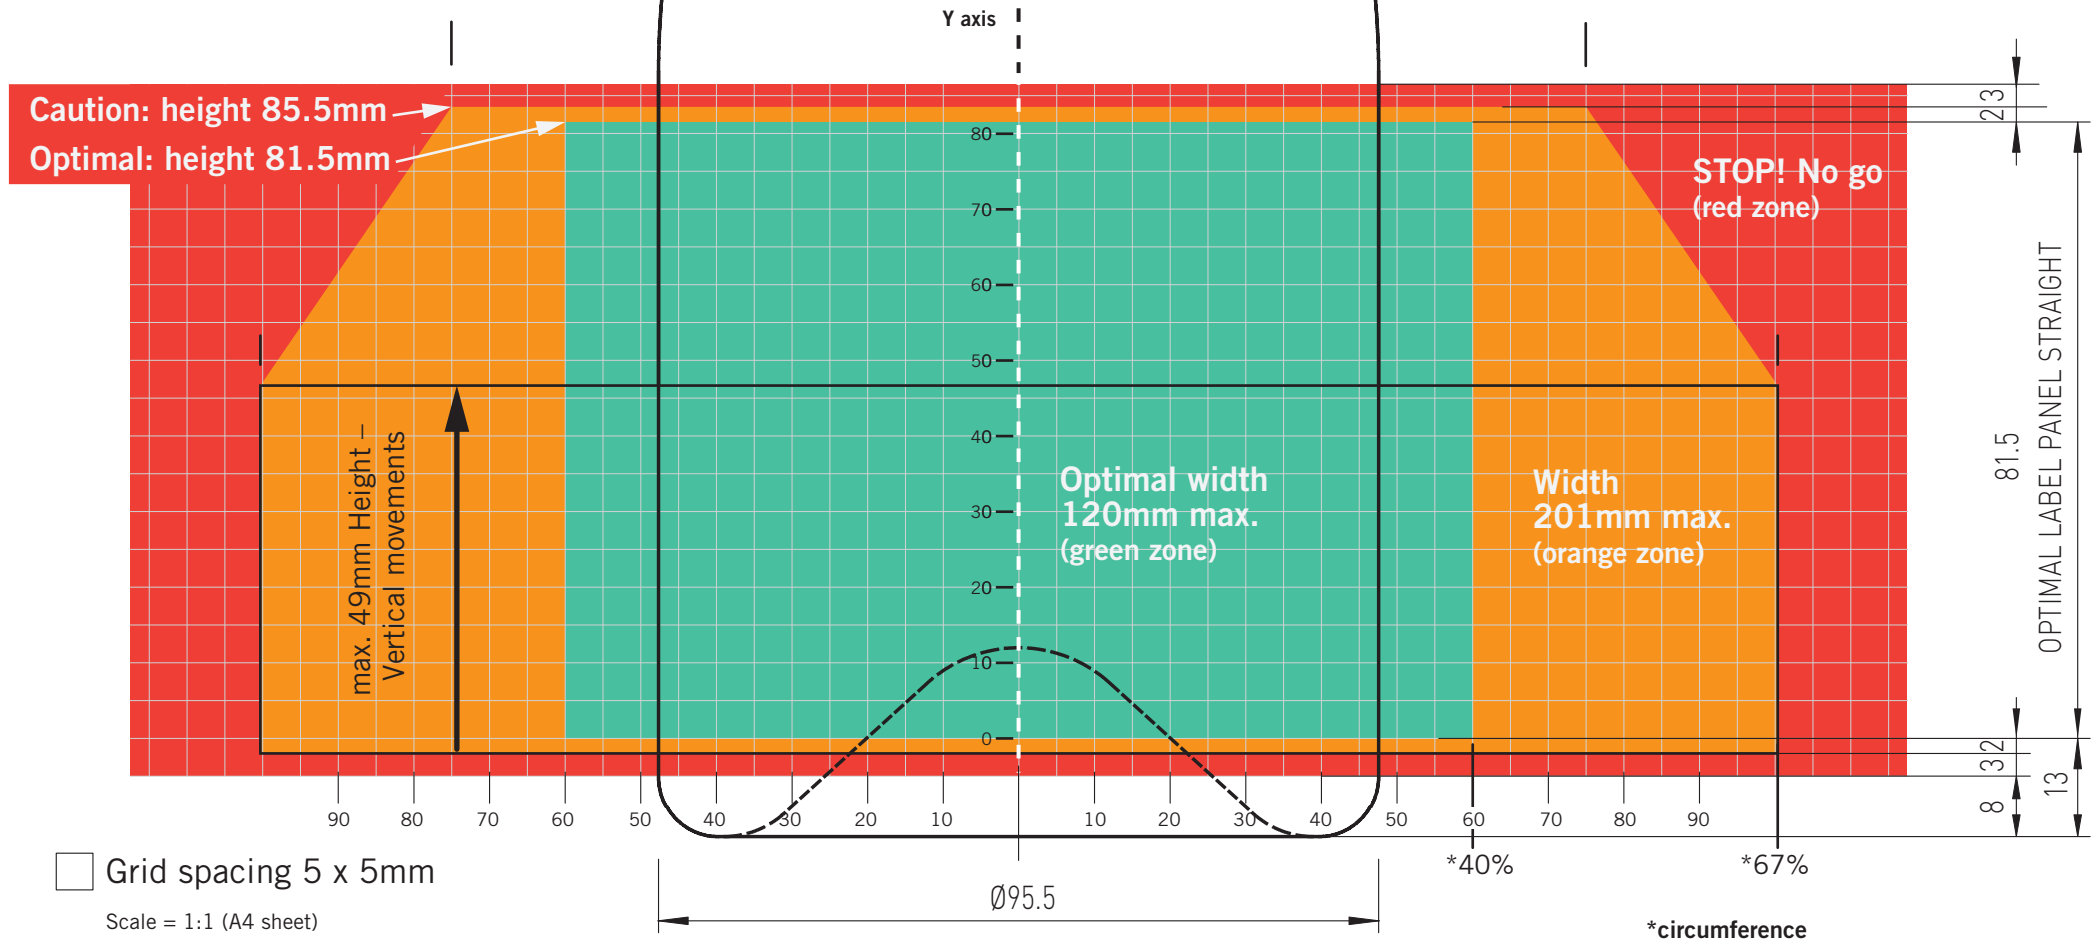 Y axis
Caution: height 85.5mm
Optimal: height 81.5mm
STOP! No go
(red zone)
80
70
60
50
40
30
20
10
0
Optimal width
120mm max.
(green zone)
Width
201mm max.
(orange zone)
max. 49mm Height –
Vertical movements
3
2
81.5
OPTIMAL LABEL PANEL STRAIGHT
2
3
8
13
90 80 70 60 50 40 30 20 10 10 20 30 40 50 60 70 80 90
*40% *67%
Grid spacing 5 x 5mm
Scale = 1:1 (A4 sheet)
Ø95.5
*circumference